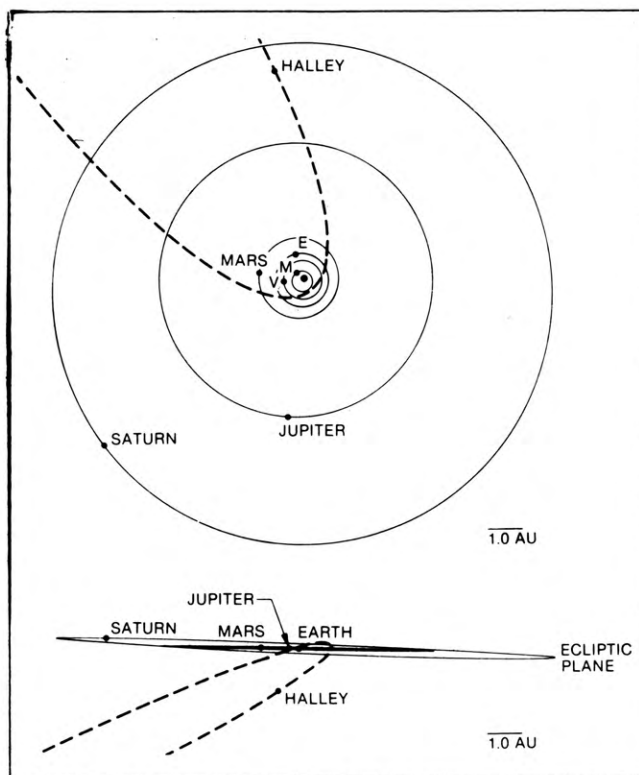 HALLEY
E
MARS
M
V
JUPITER
SATURN
1.0 AU
JUPITER
SATURN
MARS
EARTH
ECLIPTIC
PLANE
HALLEY
1.0 AU